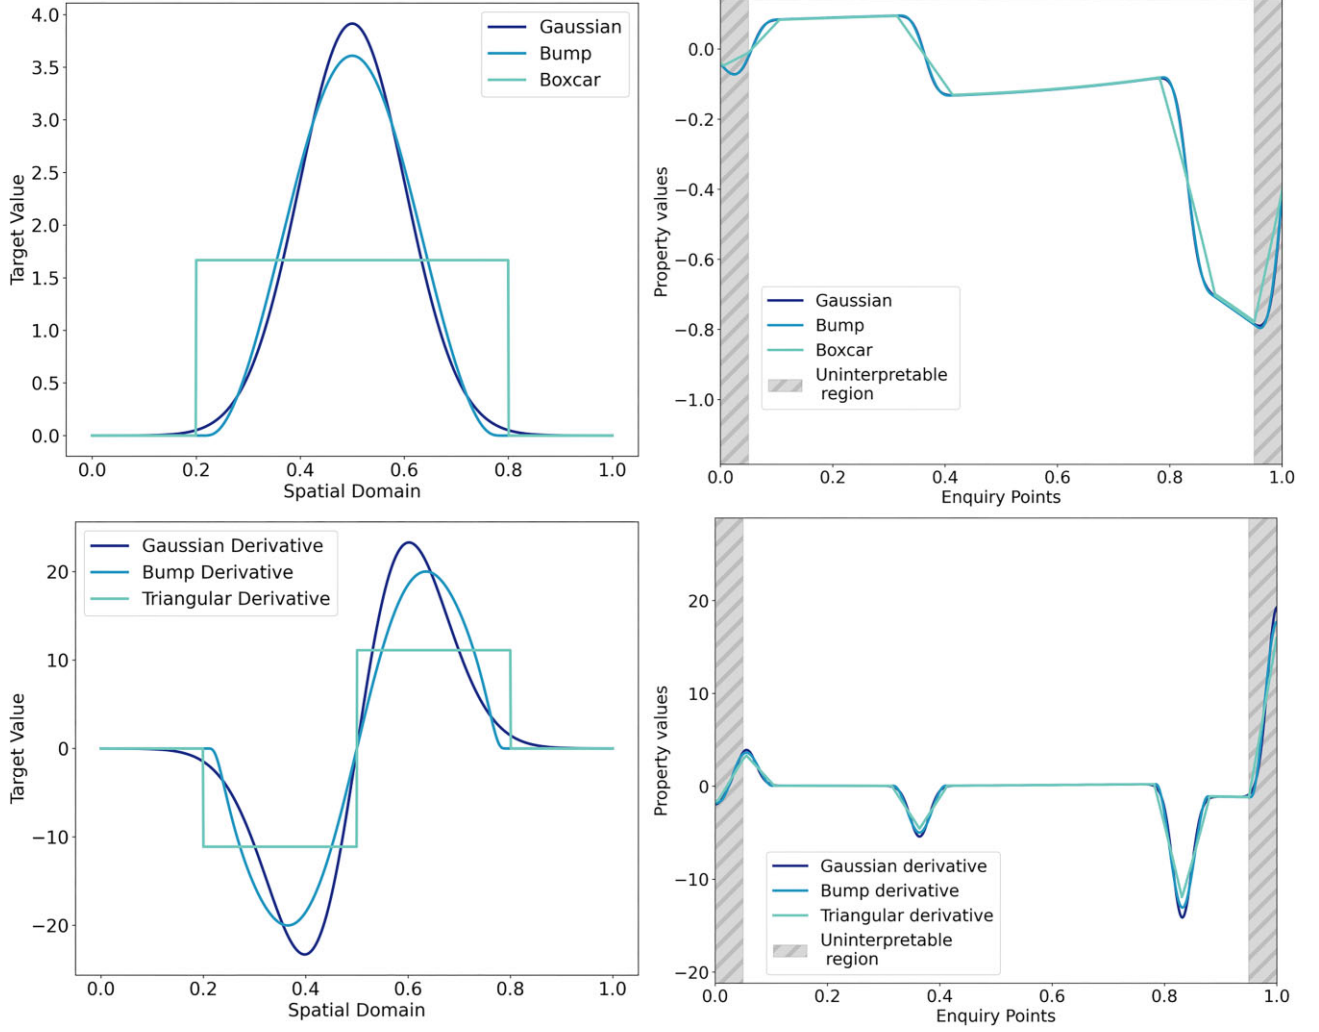 4.0
3.5
3.0
2.5
2.0
1.5
1.0
0.5
0.0
Target Value
0.0 0.2 0.4 0.6 0.8 1.0
Spatial Domain
Gaussian
Bump
Boxcar
0.0
−0.2
−0.4
−0.6
−0.8
−1.0
Property values
Gaussian
Bump
Boxcar
Uninterpretable
region
0.0 0.2 0.4 0.6 0.8 1.0
Enquiry Points
Gaussian Derivative
Bump Derivative
Triangular Derivative
20
10
0
−10
−20
Target Value
0.0 0.2 0.4 0.6 0.8 1.0
Spatial Domain
20
10
0
−10
−20
Property values
Gaussian derivative
Bump derivative
Triangular derivative
Uninterpretable
region
0.0 0.2 0.4 0.6 0.8 1.0
Enquiry Points